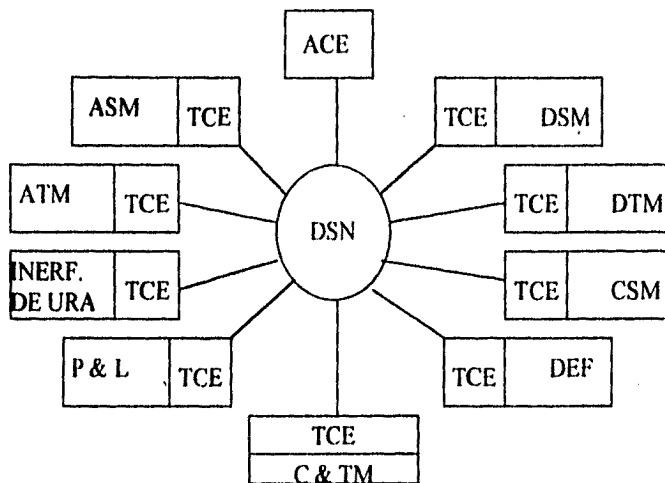 ACE
ASM TCE
TCE DSM
ATM TCE
DSN
TCE DTM
INERF.
DE URA TCE
TCE CSM
P & L TCE
TCE DEF
TCE
C & TM